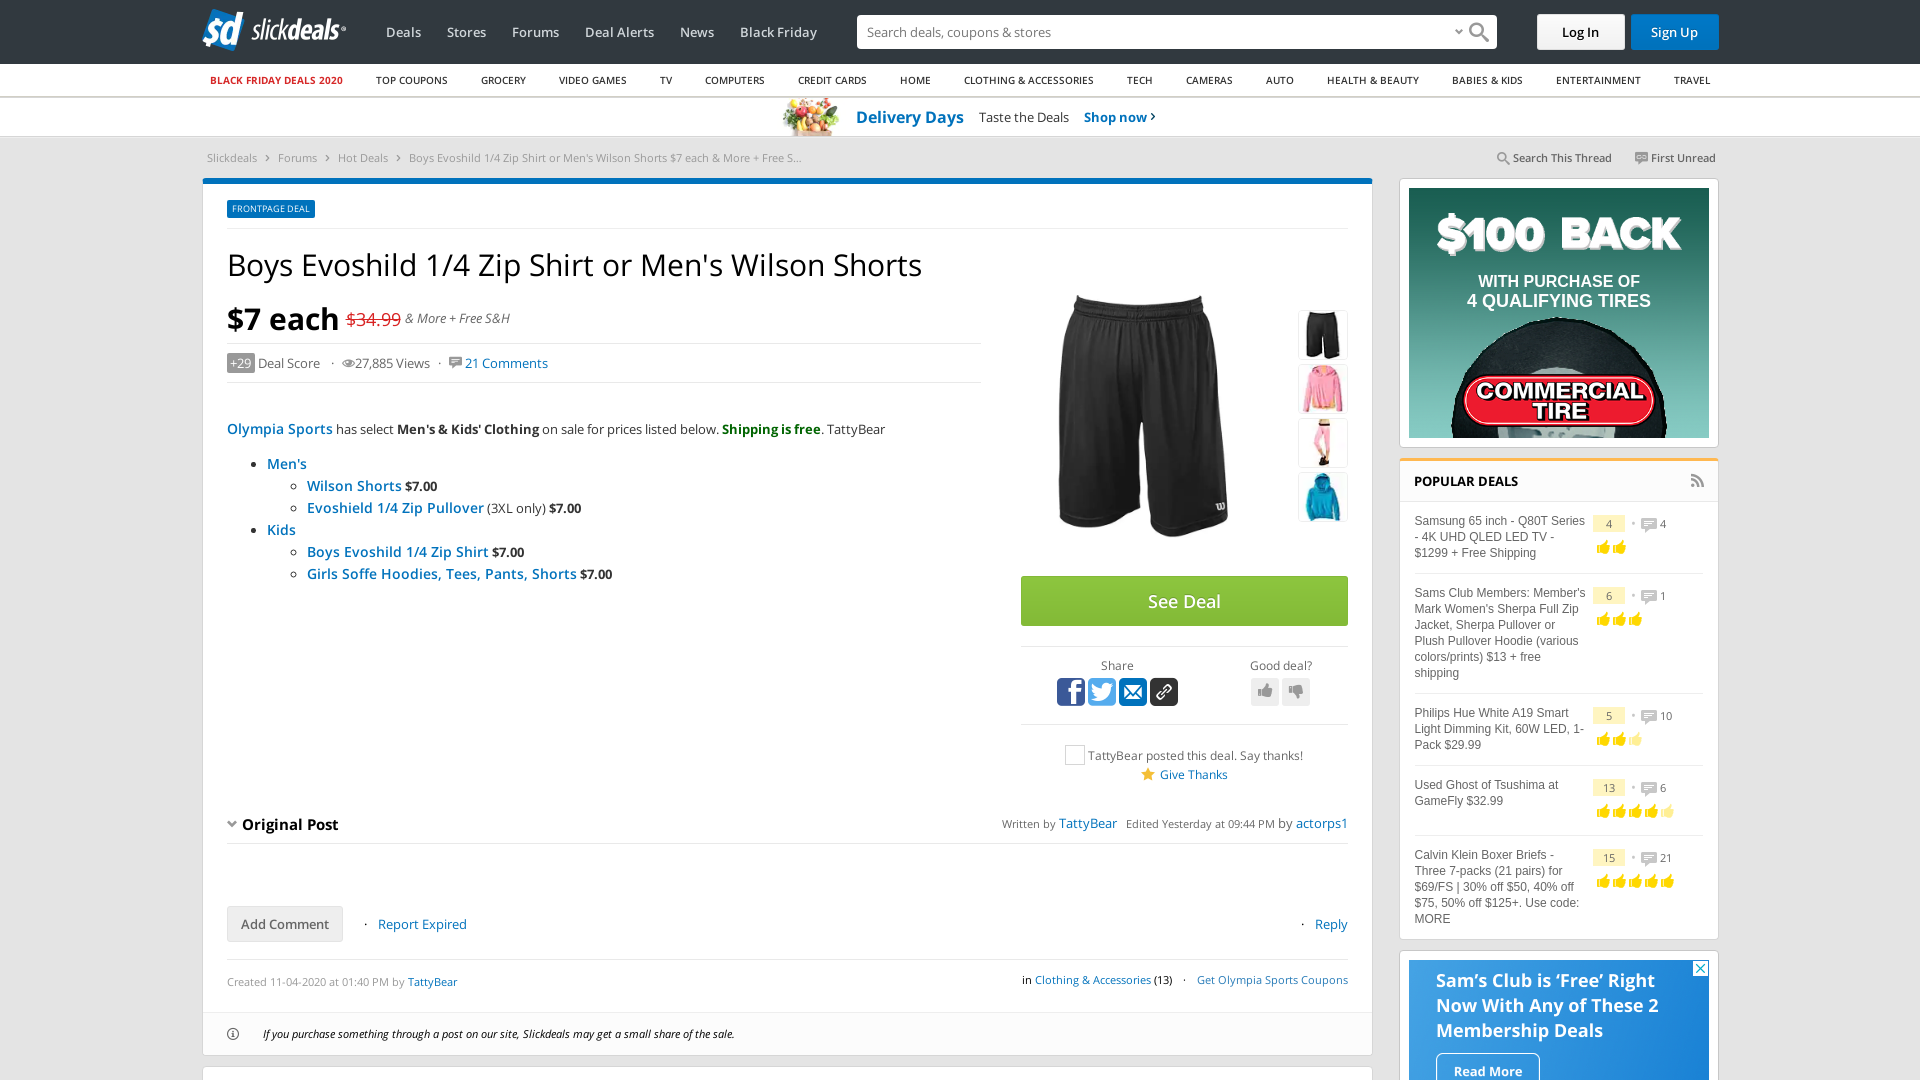 slickdeals
Deals
Stores
Forums
Deal Alerts
News
Black Friday
Search deals, coupons & stores
Log In
Sign Up
BLACK FRIDAY DEALS 2020
TOP COUPONS
GROCERY
VIDEO GAMES
TV
COMPUTERS
CREDIT CARDS
HOME
CLOTHING & ACCESSORIES
TECH
CAMERAS
AUTO
HEALTH & BEAUTY
BABIES & KIDS
ENTERTAINMENT
TRAVEL
Delivery Days Taste the Deals Shop now ›
Slickdeals › Forums › Hot Deals › Boys Evoshild 1/4 Zip Shirt or Men's Wilson Shorts $7 each & More + Free S...
Search This Thread
First Unread
FRONTPAGE DEAL
Boys Evoshild 1/4 Zip Shirt or Men's Wilson Shorts
$7 each $34.99 & More + Free S&H
+29 Deal Score · 27,885 Views · 21 Comments
Olympia Sports has select Men's & Kids' Clothing on sale for prices listed below. Shipping is free. TattyBear
Men's
Wilson Shorts $7.00
Evoshield 1/4 Zip Pullover (3XL only) $7.00
Kids
Boys Evoshild 1/4 Zip Shirt $7.00
Girls Soffe Hoodies, Tees, Pants, Shorts $7.00
See Deal
Share
Good deal?
TattyBear posted this deal. Say thanks!
Give Thanks
Original Post
Written by TattyBear Edited Yesterday at 09:44 PM by actorps1
Add Comment · Report Expired
· Reply
Created 11-04-2020 at 01:40 PM by TattyBear
in Clothing & Accessories (13) · Get Olympia Sports Coupons
If you purchase something through a post on our site, Slickdeals may get a small share of the sale.
$100 BACK
WITH PURCHASE OF
4 QUALIFYING TIRES
COMMERCIAL
TIRE
POPULAR DEALS
Samsung 65 inch - Q80T Series
- 4K UHD QLED LED TV -
$1299 + Free Shipping
4 • 4
Sams Club Members: Member's
Mark Women's Sherpa Full Zip
Jacket, Sherpa Pullover or
Plush Pullover Hoodie (various
colors/prints) $13 + free
shipping
6 • 1
Philips Hue White A19 Smart
Light Dimming Kit, 60W LED, 1-
Pack $29.99
5 • 10
Used Ghost of Tsushima at
GameFly $32.99
13 • 6
Calvin Klein Boxer Briefs -
Three 7-packs (21 pairs) for
$69/FS | 30% off $50, 40% off
$75, 50% off $125+. Use code:
MORE
15 • 21
Sam's Club is ‘Free’ Right
Now With Any of These 2
Membership Deals
Read More